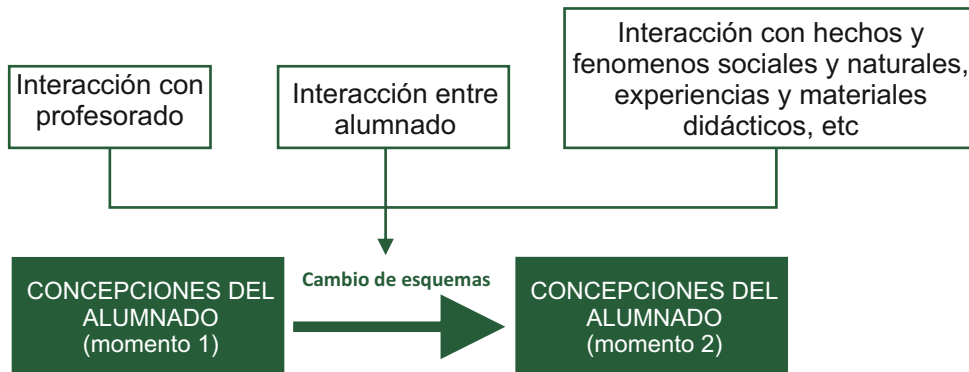 Interacción con
profesorado
Interacción entre
alumnado
Interacción con hechos y
fenomenos sociales y naturales,
experiencias y materiales
didácticos, etc
Cambio de esquemas
CONCEPCIONES DEL
ALUMNADO
(momento 1)
CONCEPCIONES DEL
ALUMNADO
(momento 2)